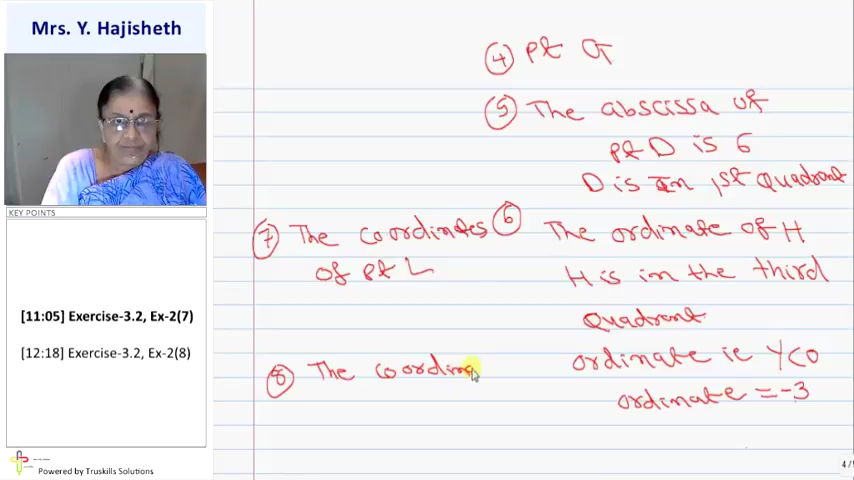 Mrs. Y. Hajisheth
KEY POINTS
[11:05] Exercise-3.2, Ex-2(7)
[12:18] Exercise-3.2, Ex-2(8)
Powered by Truskills Solutions
④ pt G
⑤ The abscissa of
pt D is 6
D is in 1st Quadrant
⑥ The ordinate of H
H is in the third
Quadrant
ordinate ie Y<0
ordinate = -3
⑦ The coordinates
of pt L
⑧ The coordina